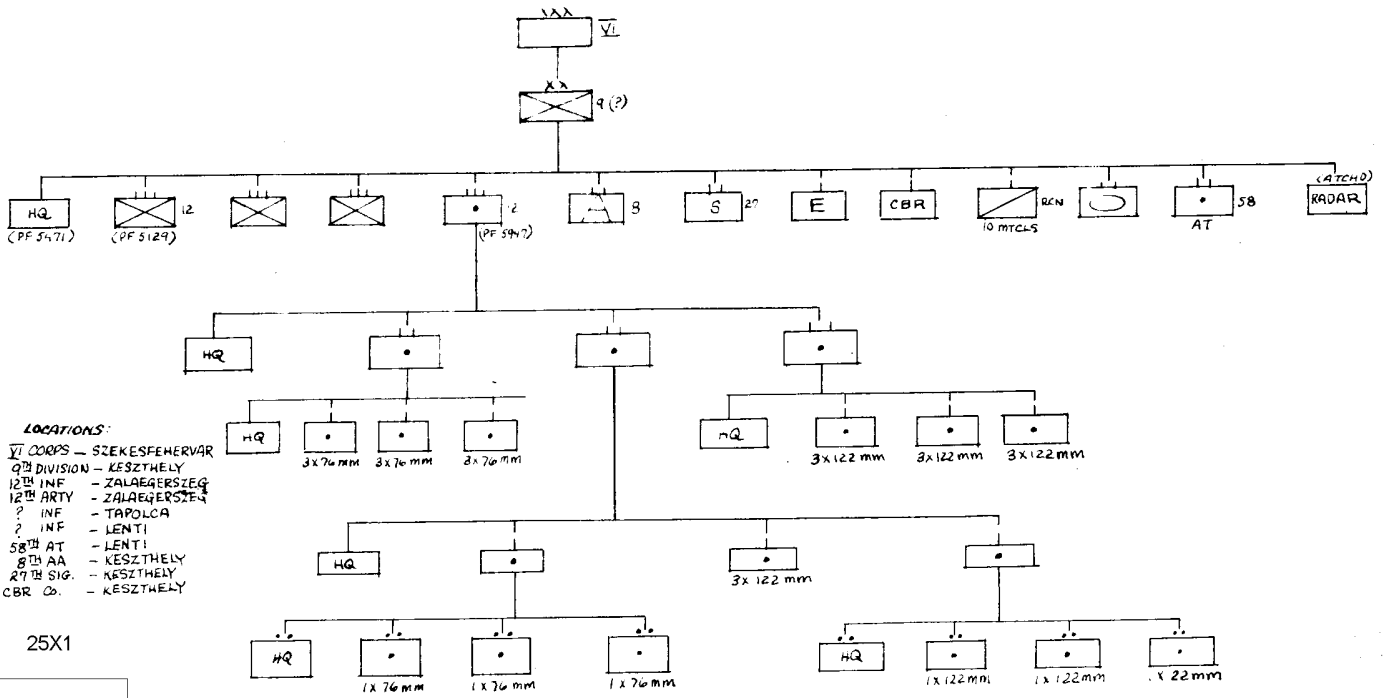 VI
9 (?)
(ATCHD)
HQ 12 12 8 S 27 E CBR RCN 58 RADAR
(PF 5471) (PF 5129) (PF 5947) 10 MTCLS AT
HQ
HQ HQ
3x76mm 3x76mm 3x76mm 3x122mm 3x122mm 3x122mm
LOCATIONS:
VI CORPS — SZEKESFEHERVAR
9TH DIVISION — KESZTHELY
12TH INF — ZALAEGERSZEG
12TH ARTY — ZALAEGERSZEG
? INF — TAPOLCA
? INF — LENTI
58TH AT — LENTI
8TH AA — KESZTHELY
27TH SIG. — KESZTHELY
CBR CO. — KESZTHELY
HQ
3x122mm
25X1
HQ HQ
1x76mm 1x76mm 1x76mm 1x122mm 1x122mm